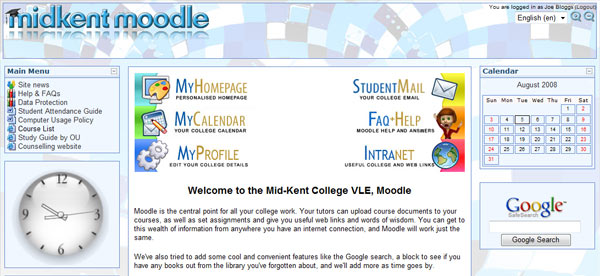 midkent moodle
You are logged in as Joe Bloggs (Logout)
English (en)
Main Menu
Site news
Help & FAQs
Data Protection
Student Attendance Guide
Computer Usage Policy
Course List
Study Guide by OU
Counselling website
MyHomepage
Personalised Homepage
StudentMail
Your College Email
MyCalendar
Your College Calendar
FAQ+Help
Moodle Help and Answers
MyProfile
Edit Your College Details
Intranet
Useful College and Web Links
Welcome to the Mid-Kent College VLE, Moodle
Moodle is the central point for all your college work. Your tutors can upload course documents to your
courses, as well as set assignments and give you useful web links and words of wisdom. You can get to
this wealth of information from anywhere you have an internet connection, and Moodle will work just
the same.
We've also tried to add some cool and convenient features like the Google search, a block to see if you
have any books out from the library you've forgotten about, and we'll add more as time goes by.
Calendar
August 2008
Sun Mon Tue Wed Thu Fri Sat
1 2
3 4 5 6 7 8 9
10 11 12 13 14 15 16
17 18 19 20 21 22 23
24 25 26 27 28 29 30
31
Google
SafeSearch
Google Search